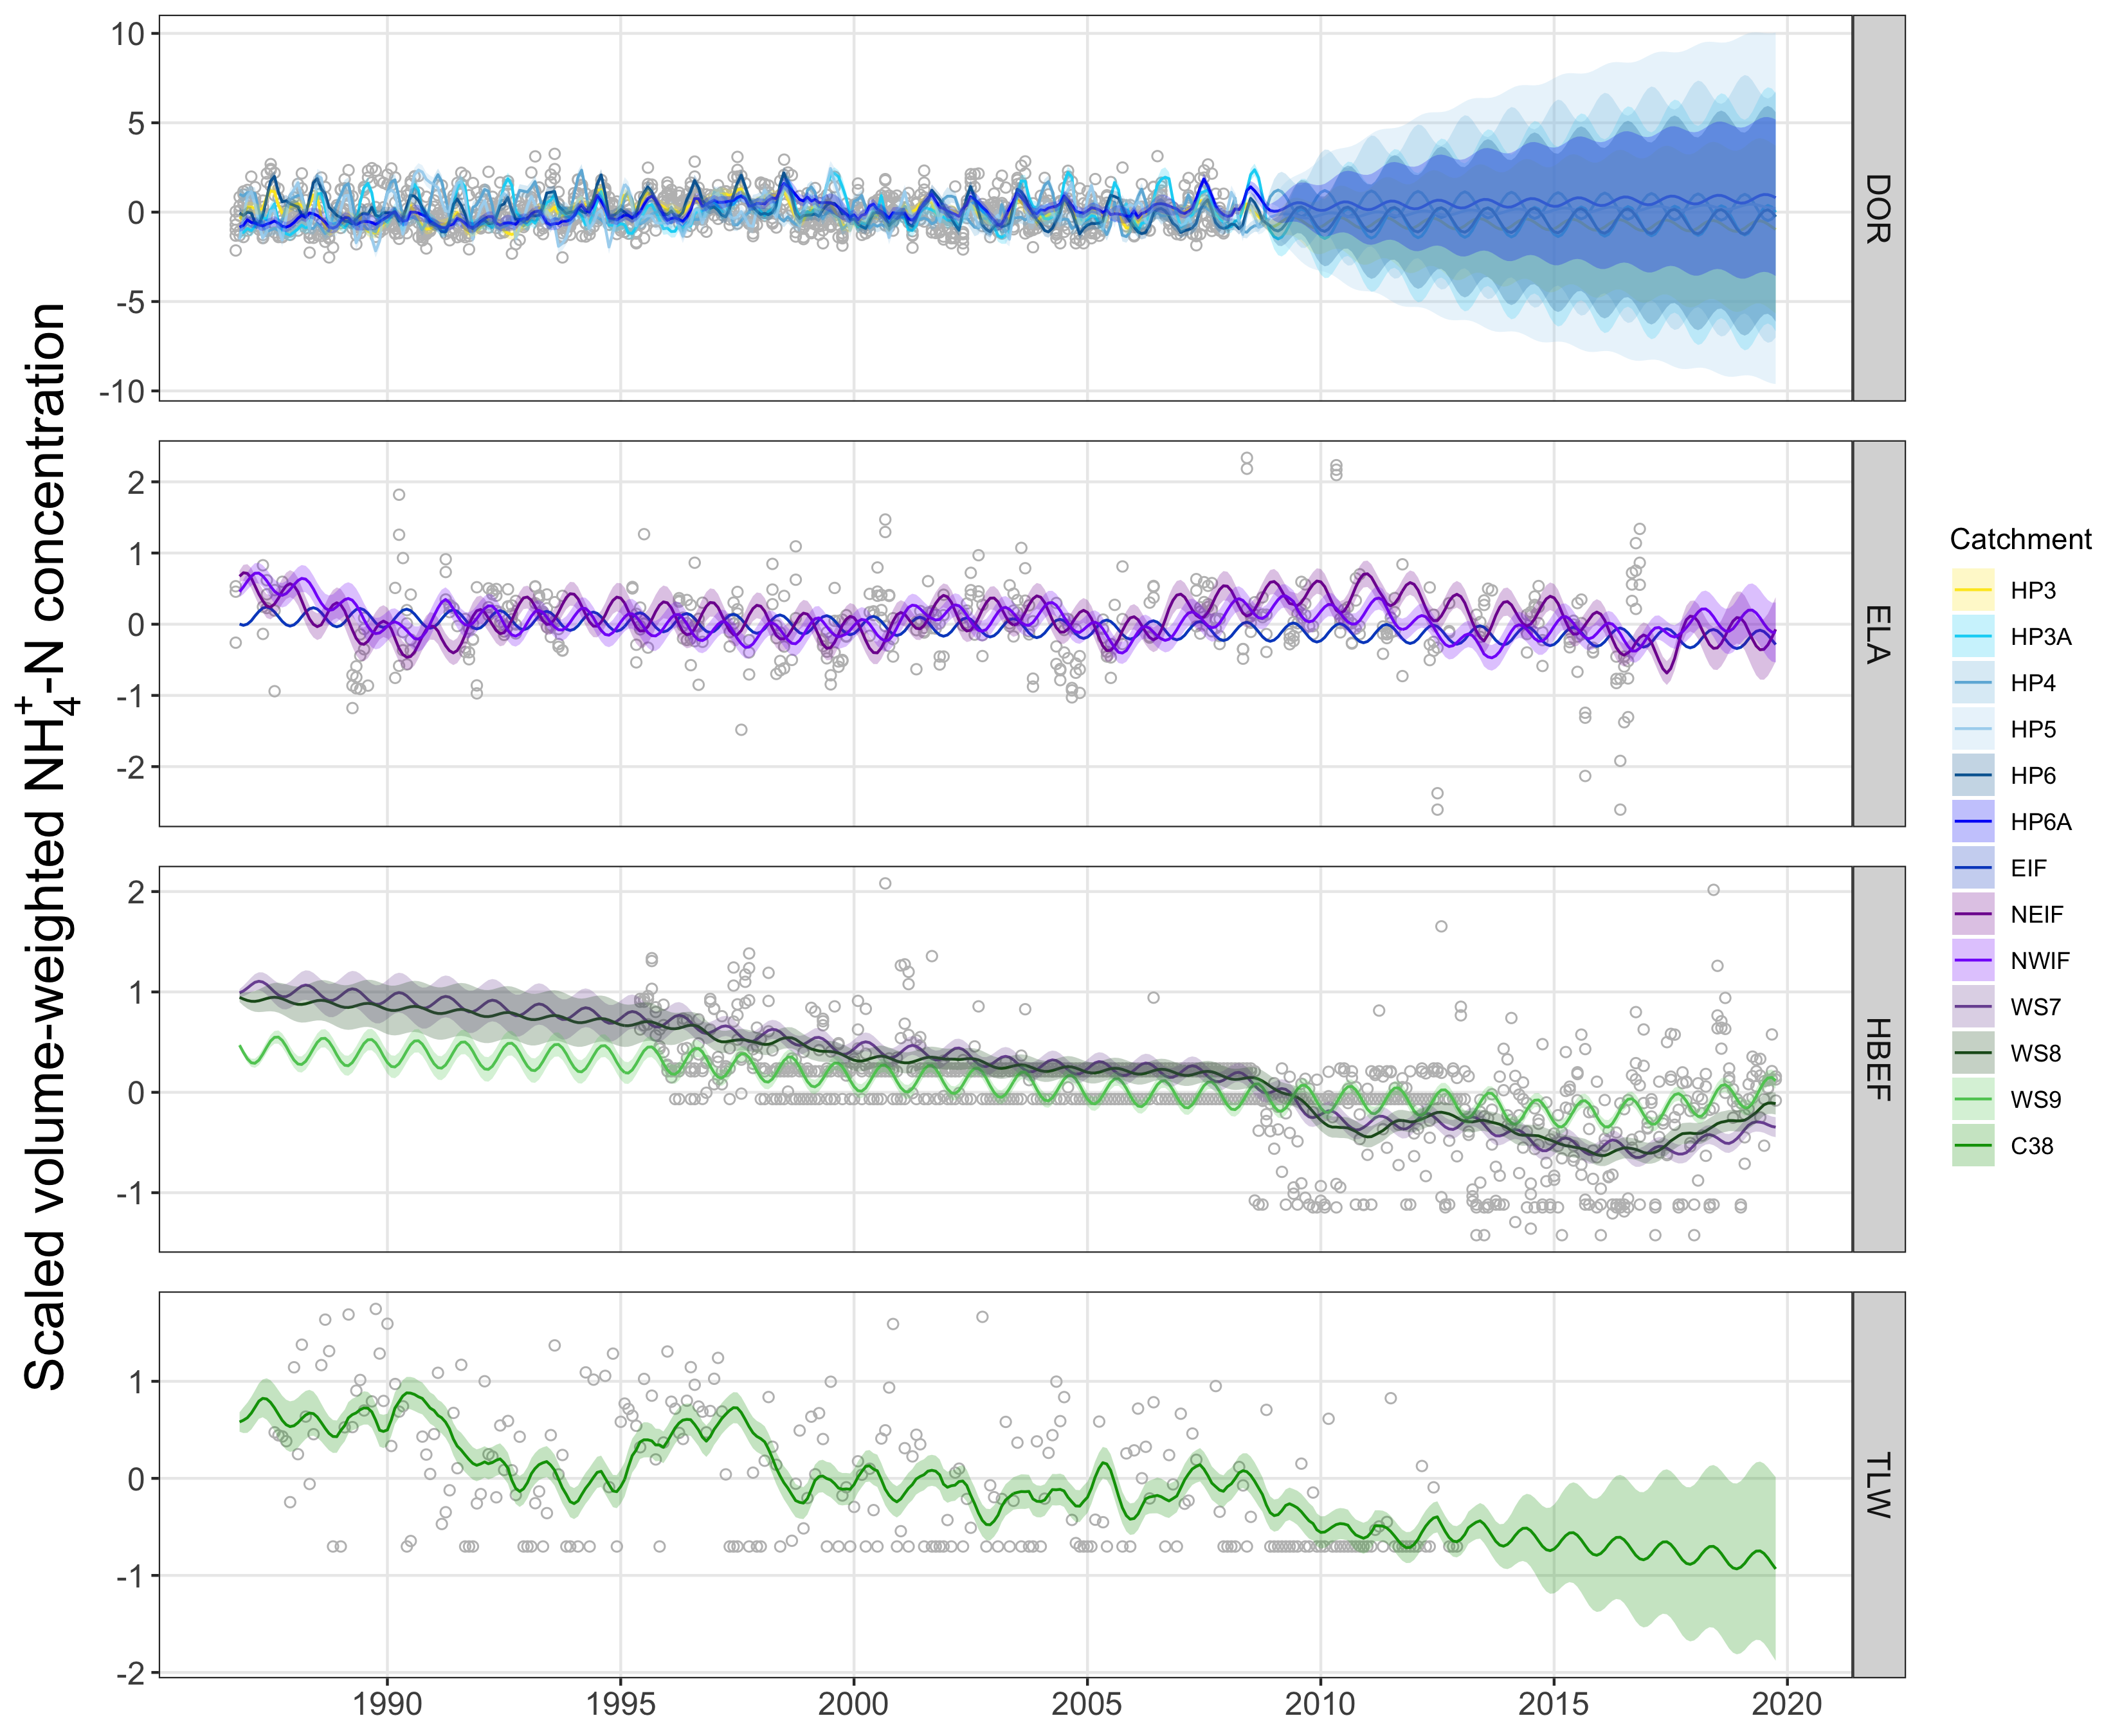 Scaled volume-weighted NH₄⁺-N concentration
10
5
0
-5
-10
DOR
2
1
0
-1
-2
ELA
2
1
0
-1
HBEF
1
0
-1
-2
TLW
1990 1995 2000 2005 2010 2015 2020
Catchment
HP3
HP3A
HP4
HP5
HP6
HP6A
EIF
NEIF
NWIF
WS7
WS8
WS9
C38